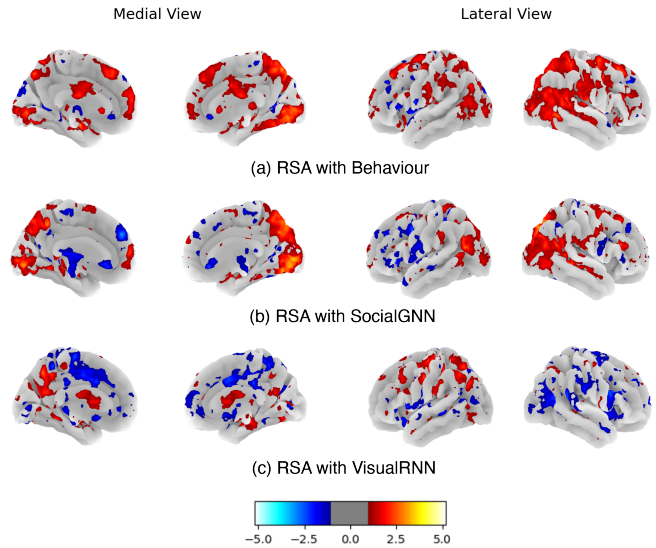 Medial View Lateral View
(a) RSA with Behaviour
(b) RSA with SocialGNN
(c) RSA with VisualRNN
−5.0 −2.5 0.0 2.5 5.0